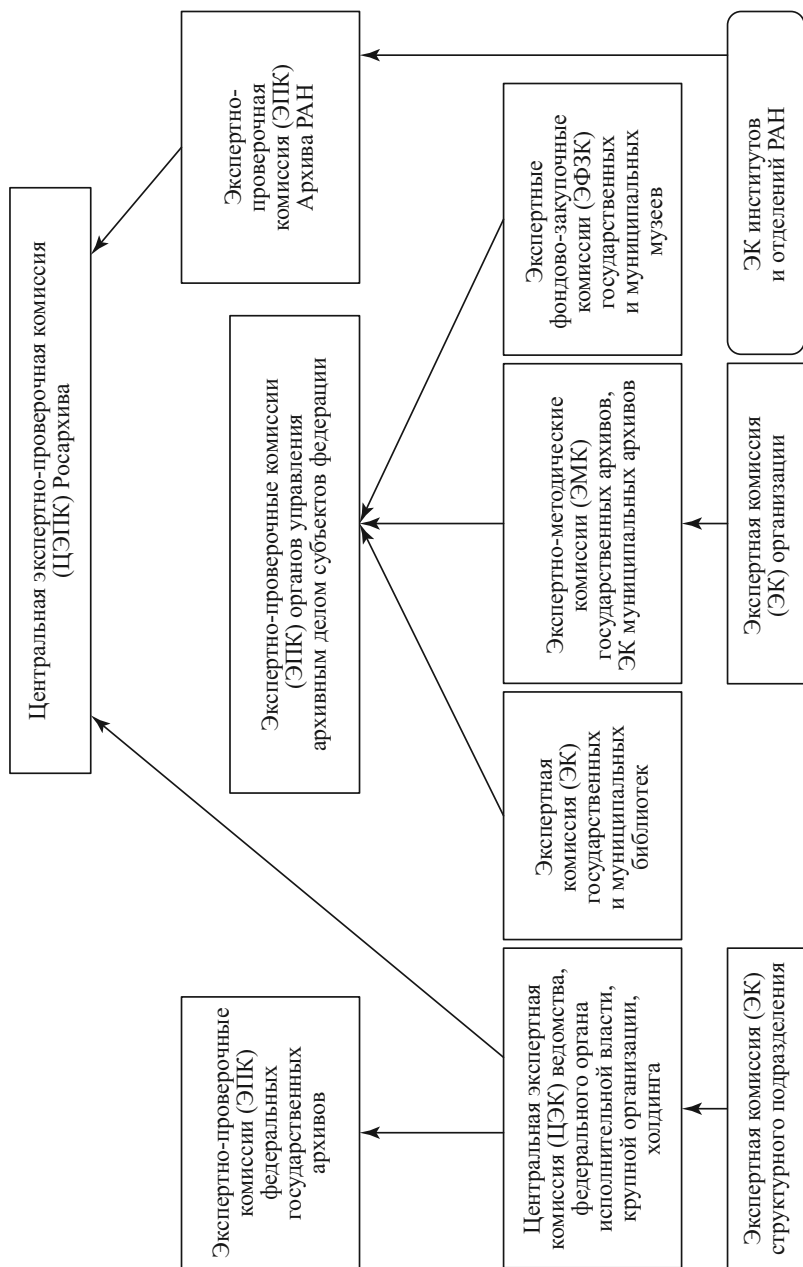 Центральная экспертно-проверочная комиссия
(ЦЭПК) Росархива
Экспертно-проверочные
комиссии (ЭПК)
федеральных
государственных
архивов
Экспертно-проверочные комиссии
(ЭПК) органов управления
архивным делом субъектов федерации
Экспертно-
проверочная
комиссия (ЭПК)
Архива РАН
Центральная экспертная
комиссия (ЦЭК) ведомства,
федерального органа
исполнительной власти,
крупной организации,
холдинга
Экспертная
комиссия (ЭК)
государственных
и муниципальных
библиотек
Экспертно-методические
комиссии (ЭМК)
государственных архивов,
ЭК муниципальных архивов
Экспертные
фондово-закупочные
комиссии (ЭФЗК)
государственных
и муниципальных
музеев
Экспертная комиссия (ЭК)
структурного подразделения
Экспертная комиссия
(ЭК) организации
ЭК институтов
и отделений РАН